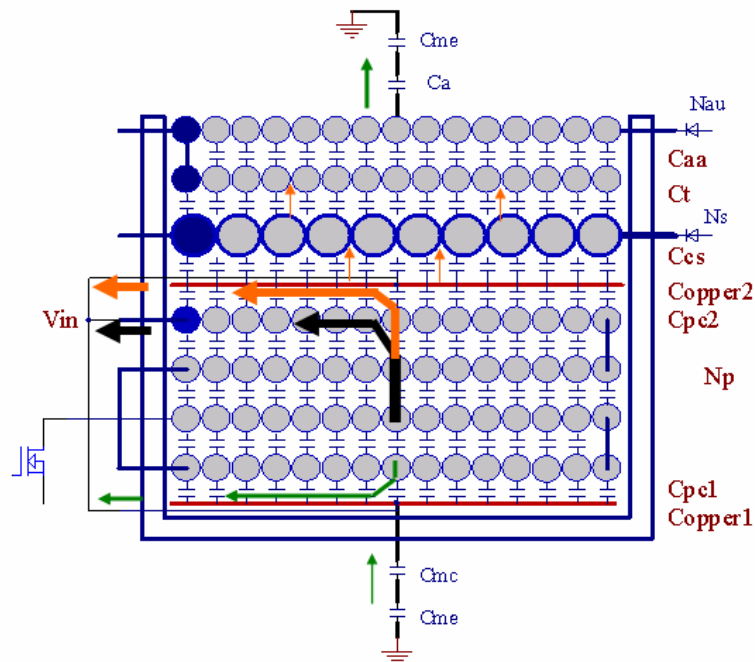 Cme
Ca
Nau
Caa
Ct
Ns
Ccs
Copper2
Vin
Cpc2
Np
Cpc1
Copper1
Cmc
Cme